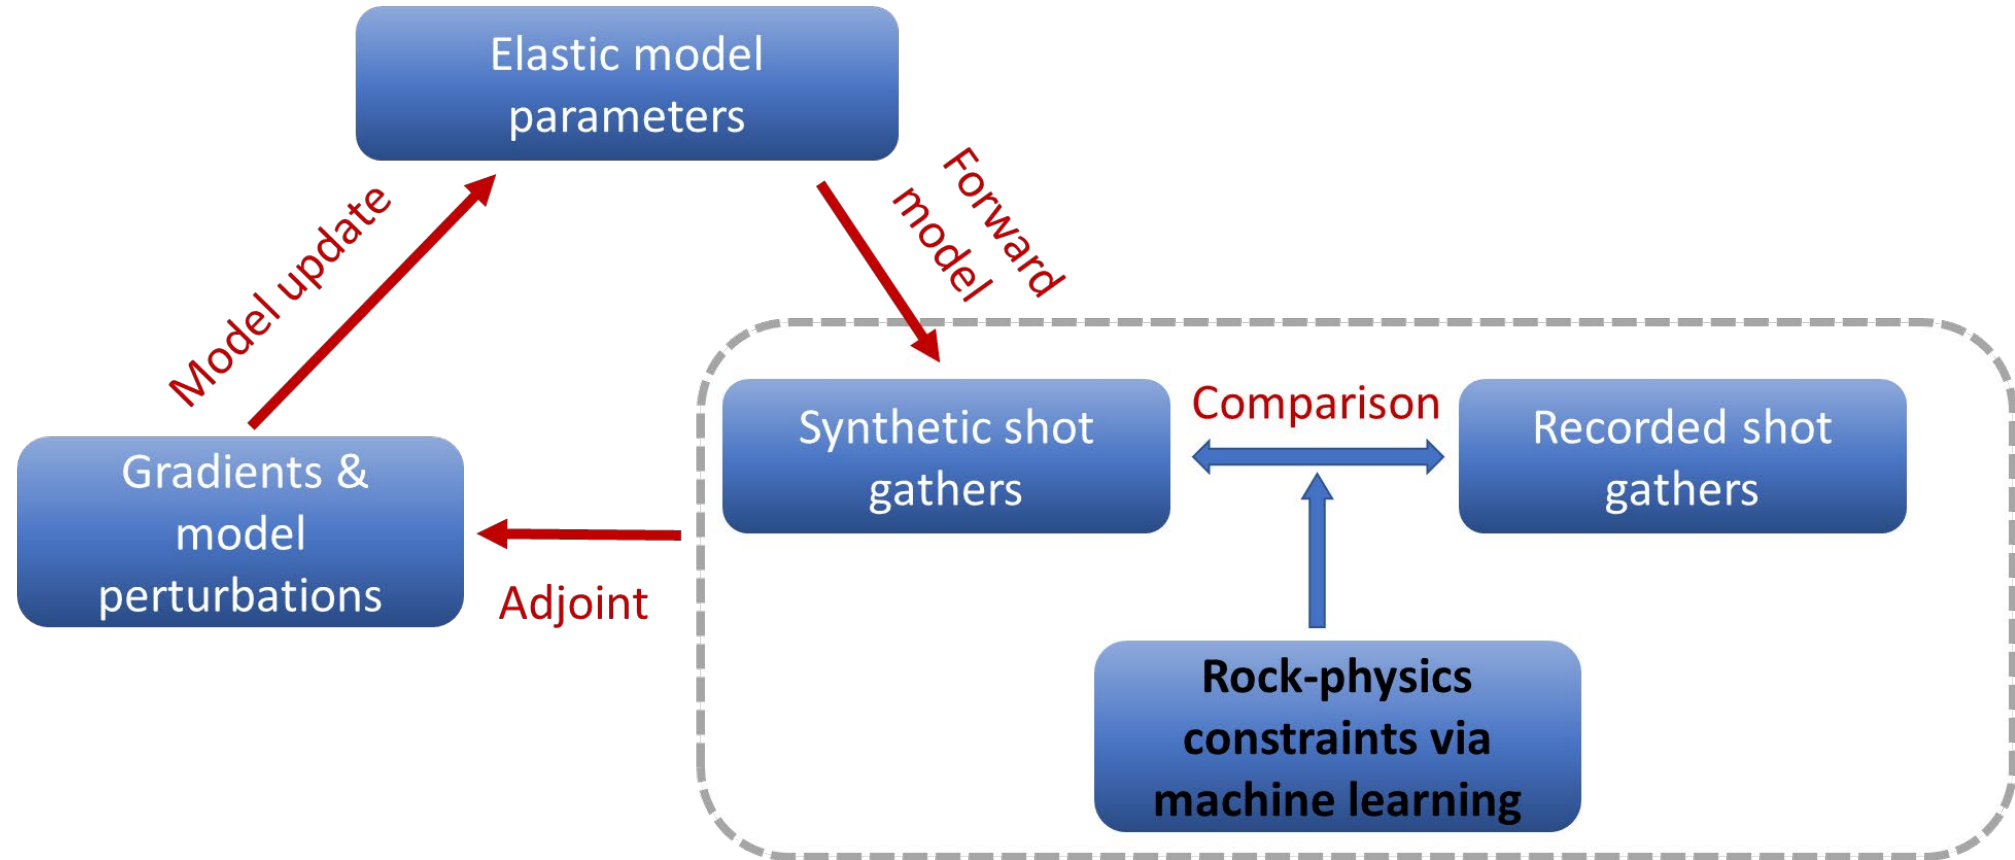 Elastic model
parameters
Model update
Forward
model
Synthetic shot
gathers
Comparison
Recorded shot
gathers
Gradients &
model
perturbations
Adjoint
Rock-physics
constraints via
machine learning